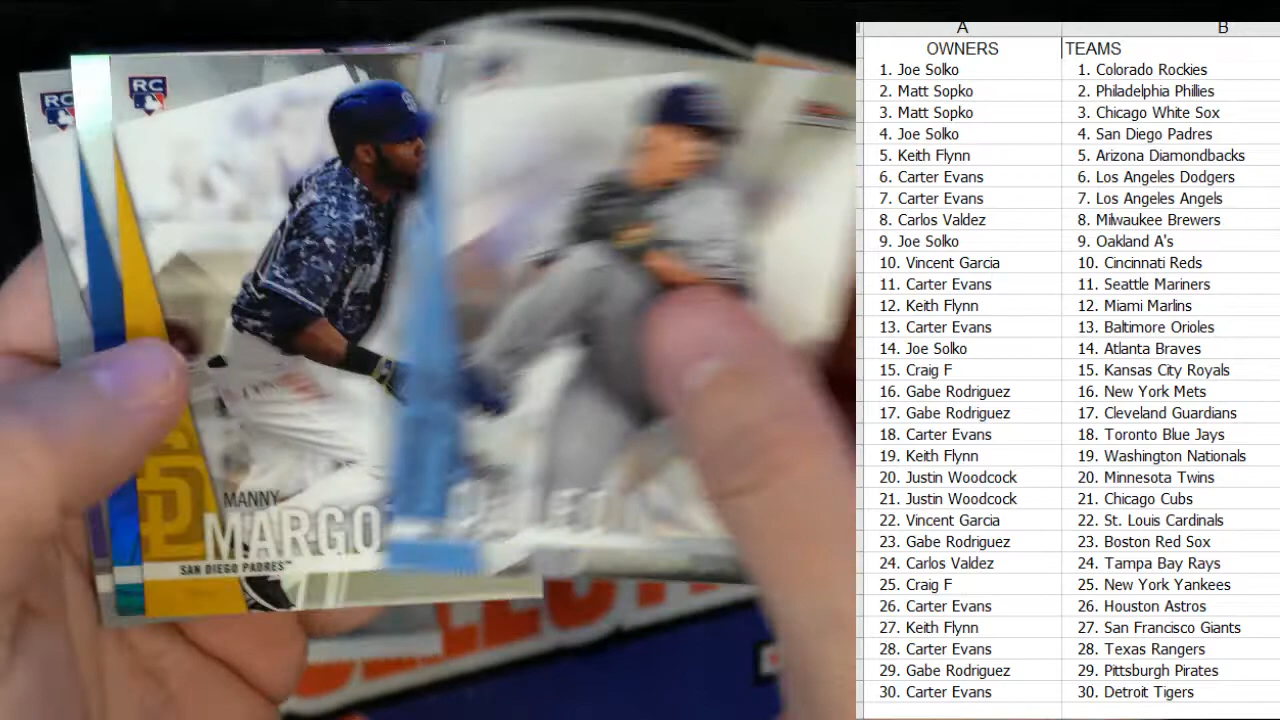 RC
RC
MANNY
MARGO
SAN DIEGO PADRES
A B
OWNERS TEAMS
1. Joe Solko 1. Colorado Rockies
2. Matt Sopko 2. Philadelphia Phillies
3. Matt Sopko 3. Chicago White Sox
4. Joe Solko 4. San Diego Padres
5. Keith Flynn 5. Arizona Diamondbacks
6. Carter Evans 6. Los Angeles Dodgers
7. Carter Evans 7. Los Angeles Angels
8. Carlos Valdez 8. Milwaukee Brewers
9. Joe Solko 9. Oakland A's
10. Vincent Garcia 10. Cincinnati Reds
11. Carter Evans 11. Seattle Mariners
12. Keith Flynn 12. Miami Marlins
13. Carter Evans 13. Baltimore Orioles
14. Joe Solko 14. Atlanta Braves
15. Craig F 15. Kansas City Royals
16. Gabe Rodriguez 16. New York Mets
17. Gabe Rodriguez 17. Cleveland Guardians
18. Carter Evans 18. Toronto Blue Jays
19. Keith Flynn 19. Washington Nationals
20. Justin Woodcock 20. Minnesota Twins
21. Justin Woodcock 21. Chicago Cubs
22. Vincent Garcia 22. St. Louis Cardinals
23. Gabe Rodriguez 23. Boston Red Sox
24. Carlos Valdez 24. Tampa Bay Rays
25. Craig F 25. New York Yankees
26. Carter Evans 26. Houston Astros
27. Keith Flynn 27. San Francisco Giants
28. Carter Evans 28. Texas Rangers
29. Gabe Rodriguez 29. Pittsburgh Pirates
30. Carter Evans 30. Detroit Tigers